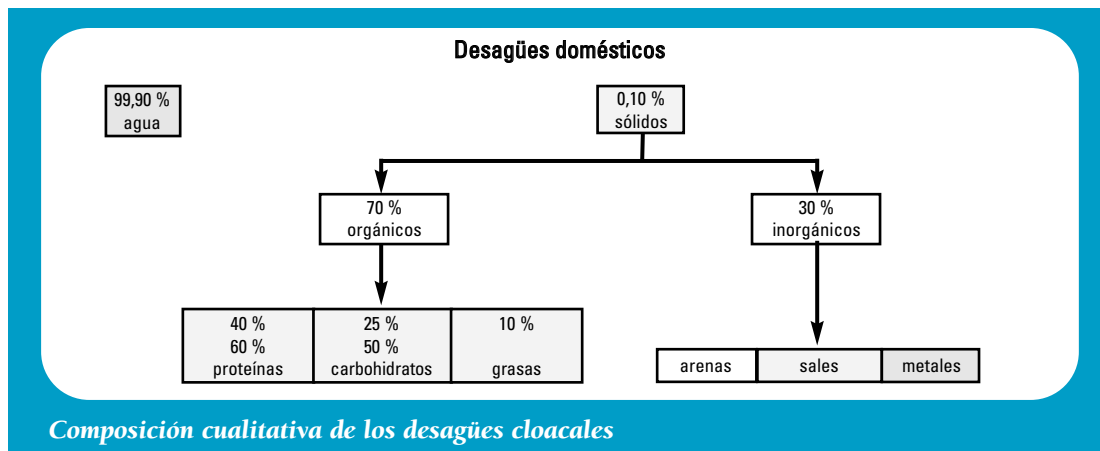 Desagües domésticos
99,90 %
agua
0,10 %
sólidos
70 %
orgánicos
30 %
inorgánicos
40 %
60 %
proteínas
25 %
50 %
carbohidratos
10 %
grasas
arenas
sales
metales
Composición cualitativa de los desagües cloacales